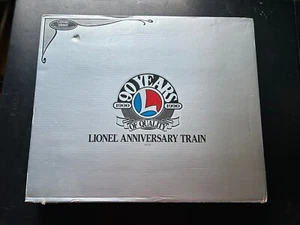 90 YEARS
L
1900 1990
OF QUALITY
LIONEL ANNIVERSARY TRAIN